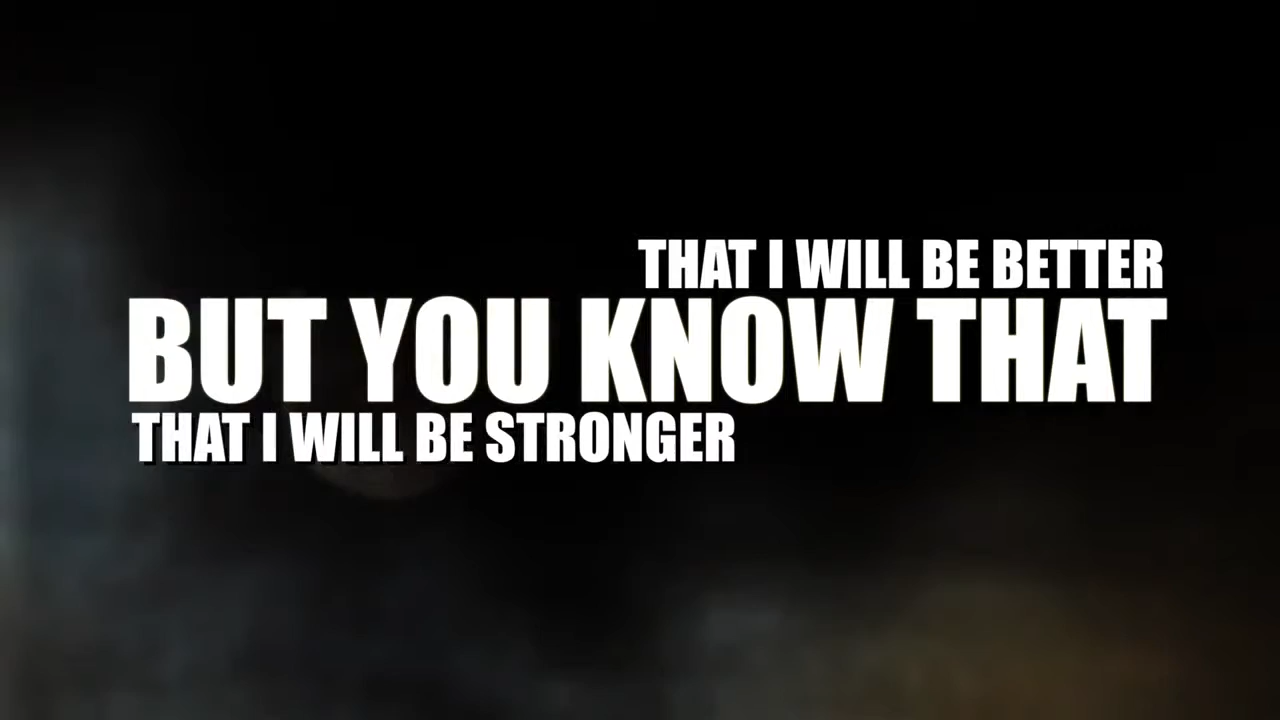 THAT I WILL BE BETTER
BUT YOU KNOW THAT
THAT I WILL BE STRONGER